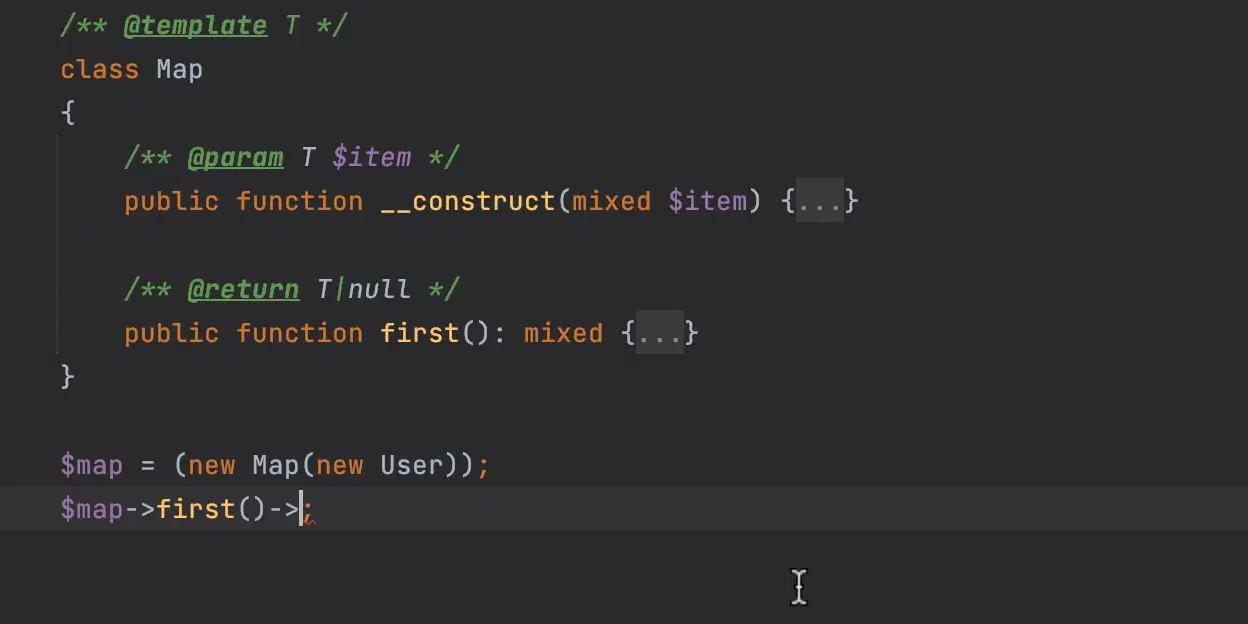 /** @template T */
class Map
{
    /** @param T $item */
    public function __construct(mixed $item) {...}

    /** @return T|null */
    public function first(): mixed {...}
}

$map = (new Map(new User));
$map->first()->;